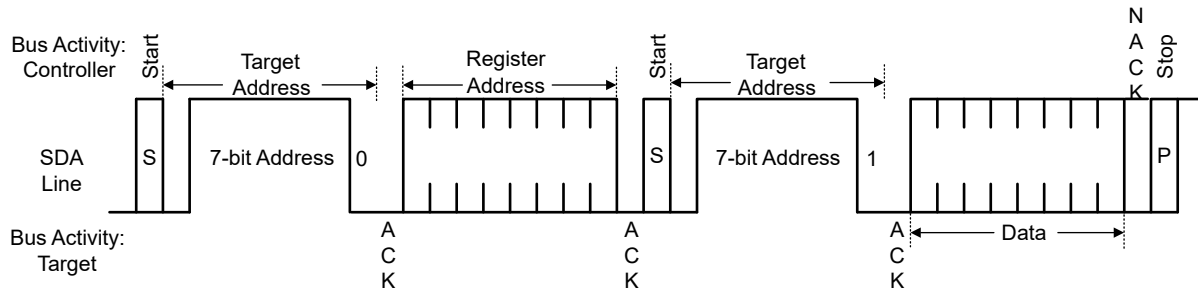 Bus Activity:
Controller
Start
Target
Address
Register
Address
Start
Target
Address
N
A
C
K
Stop
SDA
Line
S
7-bit Address
0
S
7-bit Address
1
P
Bus Activity:
Target
A
C
K
A
C
K
A
C
K
Data